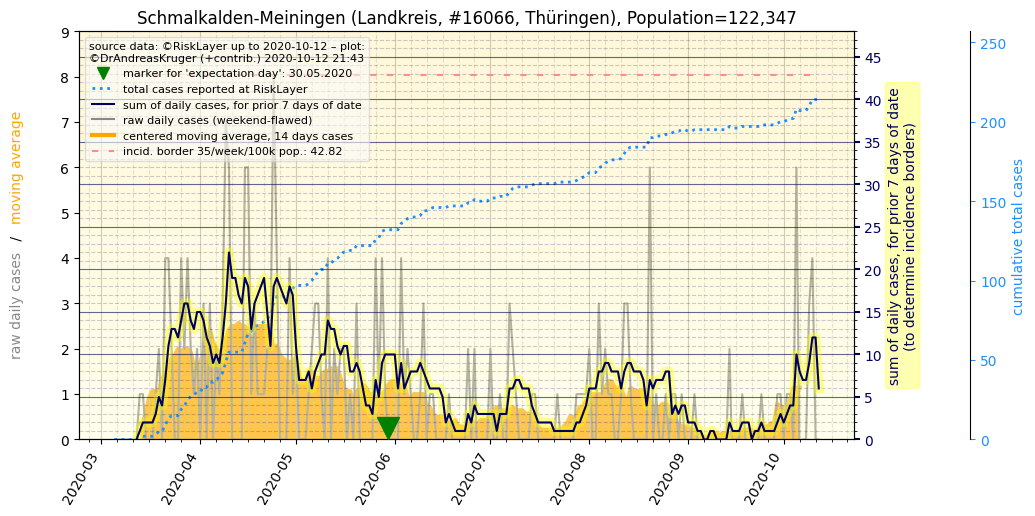 Schmalkalden-Meiningen (Landkreis, #16066, Thüringen), Population=122,347
source data: ©RiskLayer up to 2020-10-12 – plot:
©DrAndreasKruger (+contrib.) 2020-10-12 21:43
marker for 'expectation day': 30.05.2020
total cases reported at RiskLayer
sum of daily cases, for prior 7 days of date
raw daily cases (weekend-flawed)
centered moving average, 14 days cases
incid. border 35/week/100k pop.: 42.82
raw daily cases / moving average
9
8
7
6
5
4
3
2
1
0
2020-03
2020-04
2020-05
2020-06
2020-07
2020-08
2020-09
2020-10
45
40
35
30
25
20
15
10
5
0
sum of daily cases, for prior 7 days of date
(to determine incidence borders)
250
200
150
100
50
0
cumulative total cases